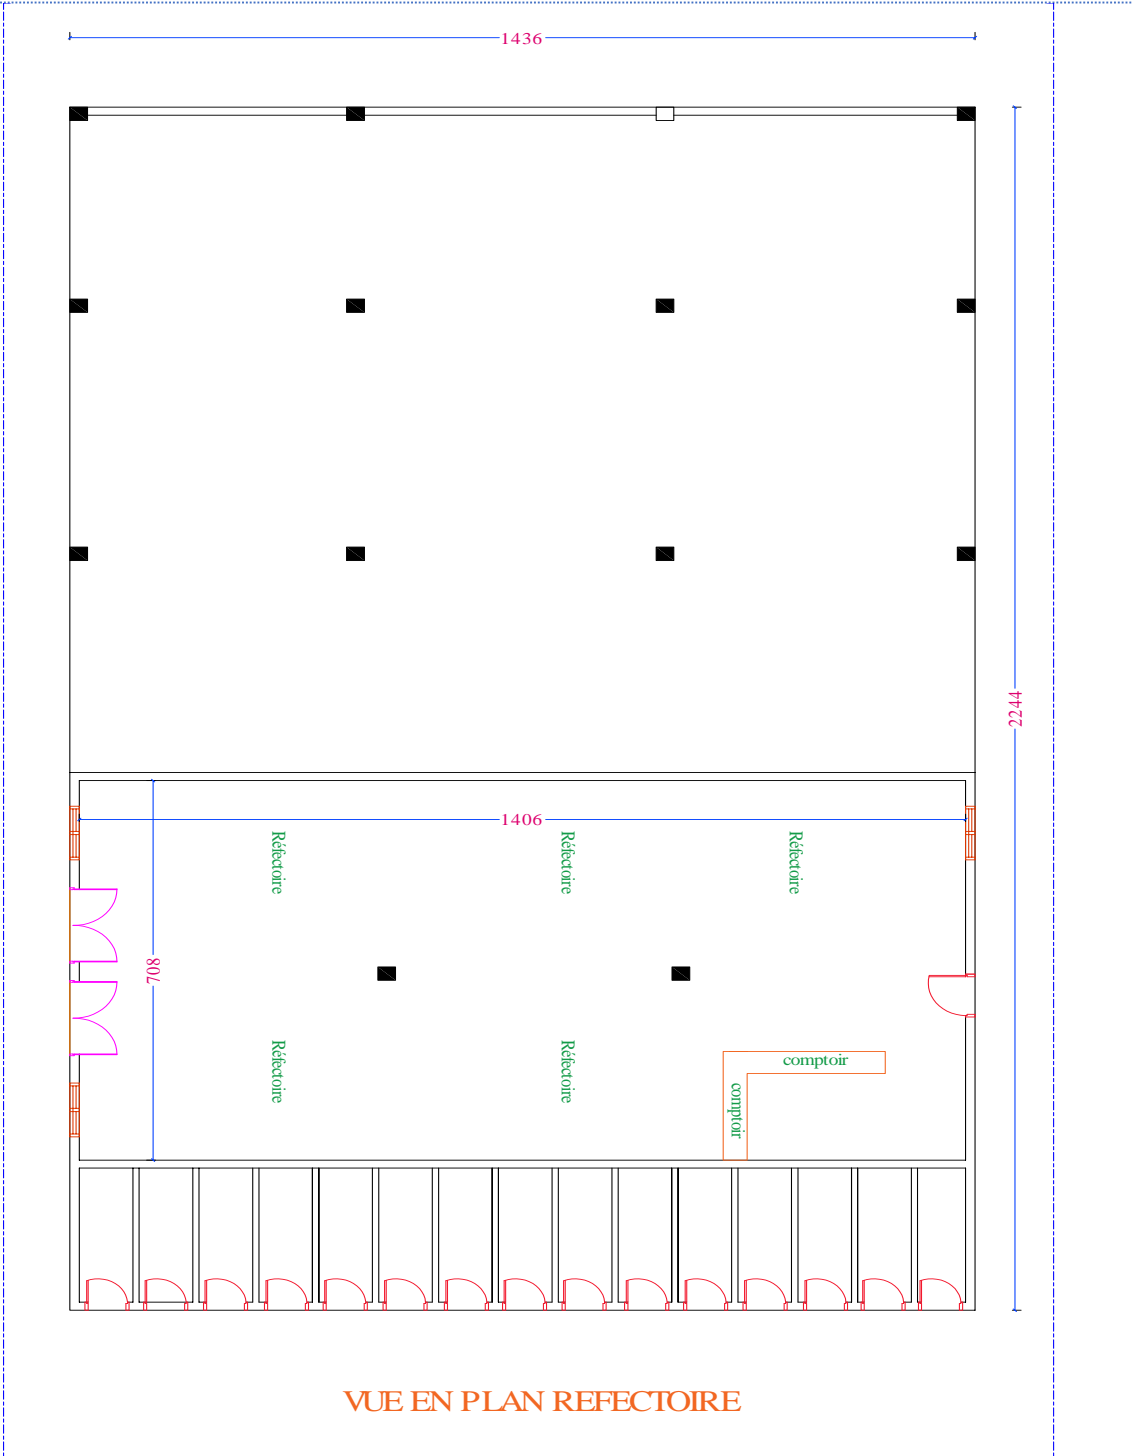 1436
2244
1406
Réfectoire
Réfectoire
Réfectoire
708
Réfectoire
Réfectoire
comptoir
comptoir
VUE EN PLAN REFECTOIRE